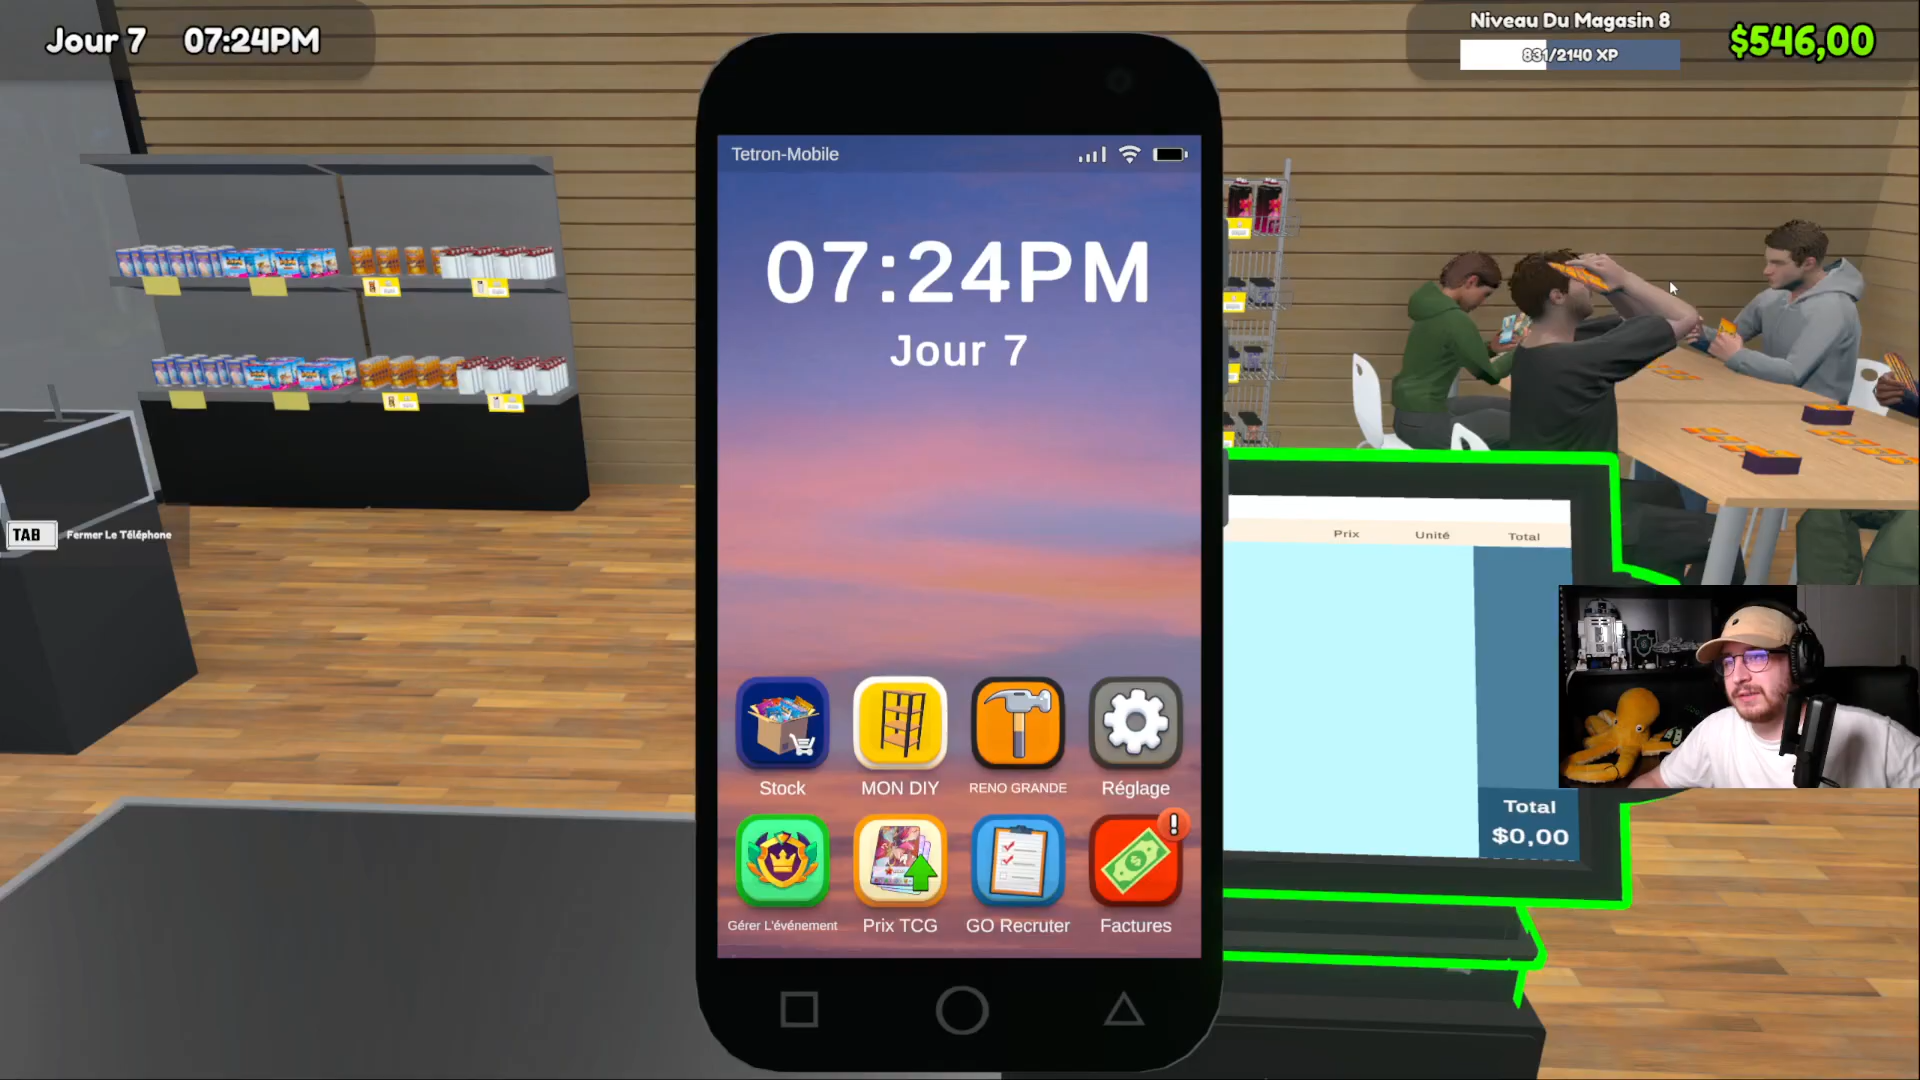 Jour 7 07:24PM
Niveau Du Magasin 8
831/2140 XP
$546,00
Tetron-Mobile
07:24PM
Jour 7
TAB Fermer Le Téléphone
Prix Unité Total
Stock MON DIY RENO GRANDE Réglage
Gérer L'événement Prix TCG GO Recruter Factures
Total
$0,00